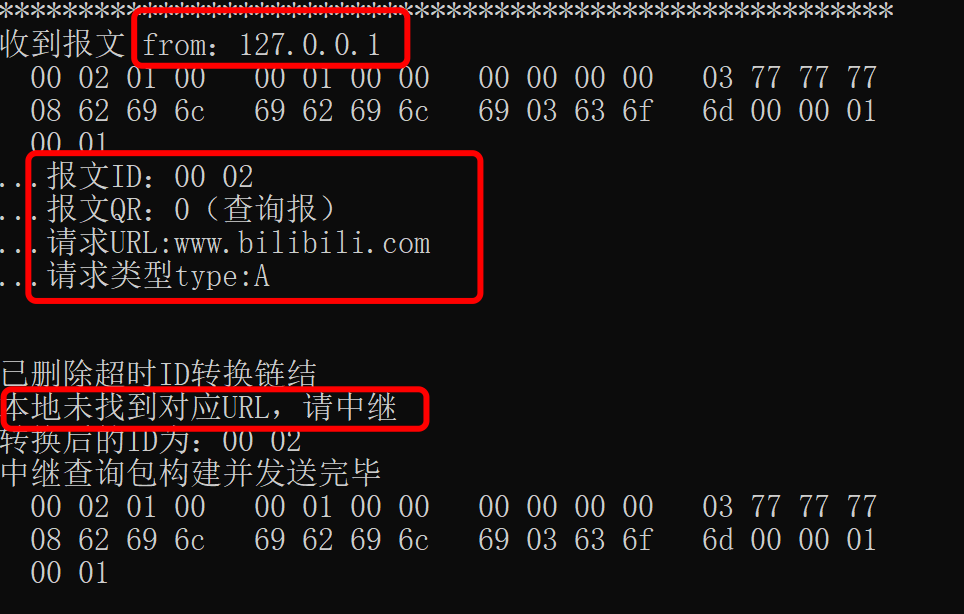 ************************************************************
收到报文 from: 127.0.0.1
00 02 01 00 00 01 00 00 00 00 00 00 03 77 77 77
08 62 69 6c 69 62 69 6c 69 03 63 6f 6d 00 00 01
00 01
...报文ID: 00 02
...报文QR: 0（查询报）
...请求URL:www.bilibili.com
...请求类型type:A
已删除超时ID转换链结
本地未找到对应URL，请中继
转换后的ID为: 00 02
中继查询包构建并发送完毕
00 02 01 00 00 01 00 00 00 00 00 00 03 77 77 77
08 62 69 6c 69 62 69 6c 69 03 63 6f 6d 00 00 01
00 01